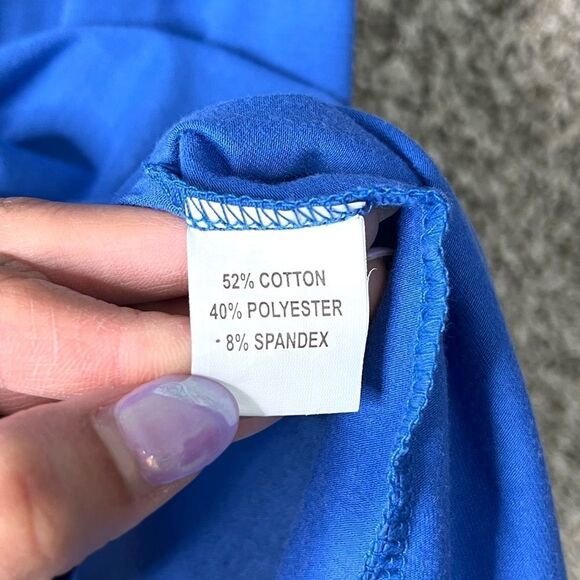 52% COTTON
40% POLYESTER
8% SPANDEX